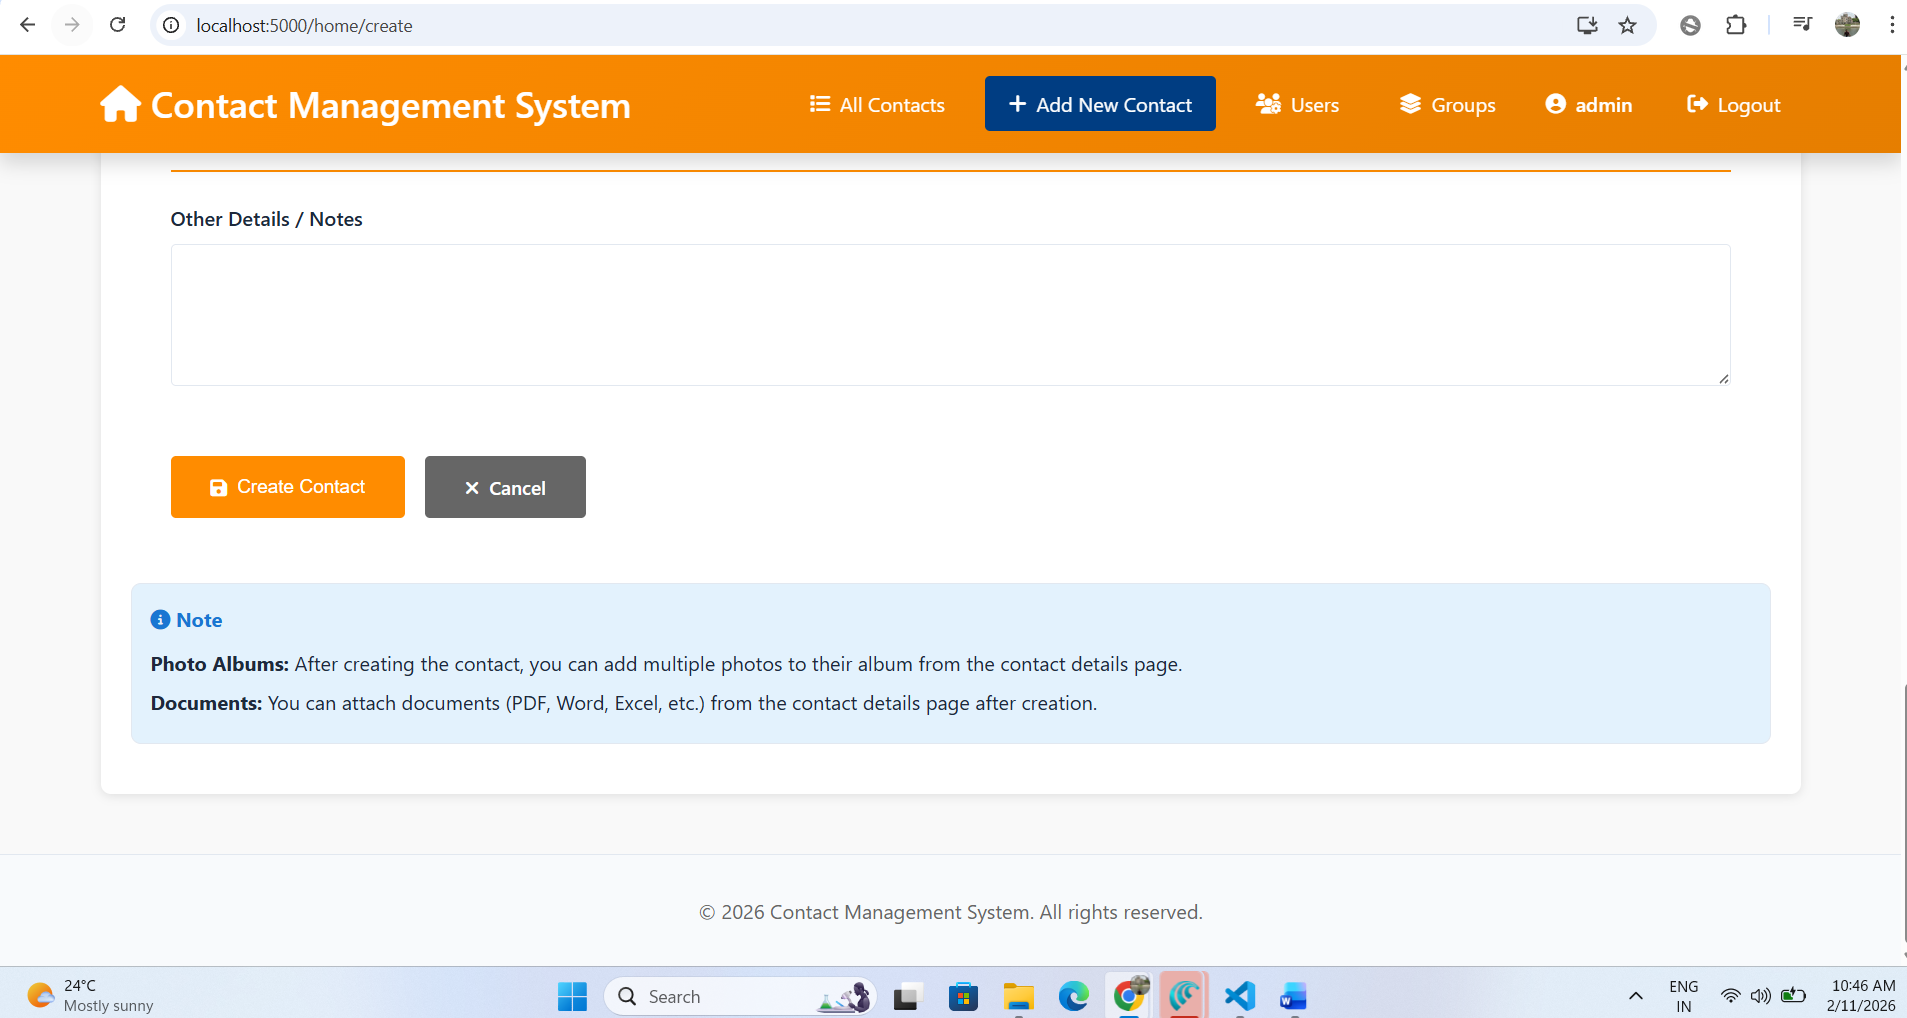 localhost:5000/home/create
Contact Management System
All Contacts
Add New Contact
Users
Groups
admin
Logout
Other Details / Notes
Create Contact
Cancel
Note
Photo Albums: After creating the contact, you can add multiple photos to their album from the contact details page.
Documents: You can attach documents (PDF, Word, Excel, etc.) from the contact details page after creation.
© 2026 Contact Management System. All rights reserved.
24°C
Mostly sunny
Search
ENG
IN
10:46 AM
2/11/2026